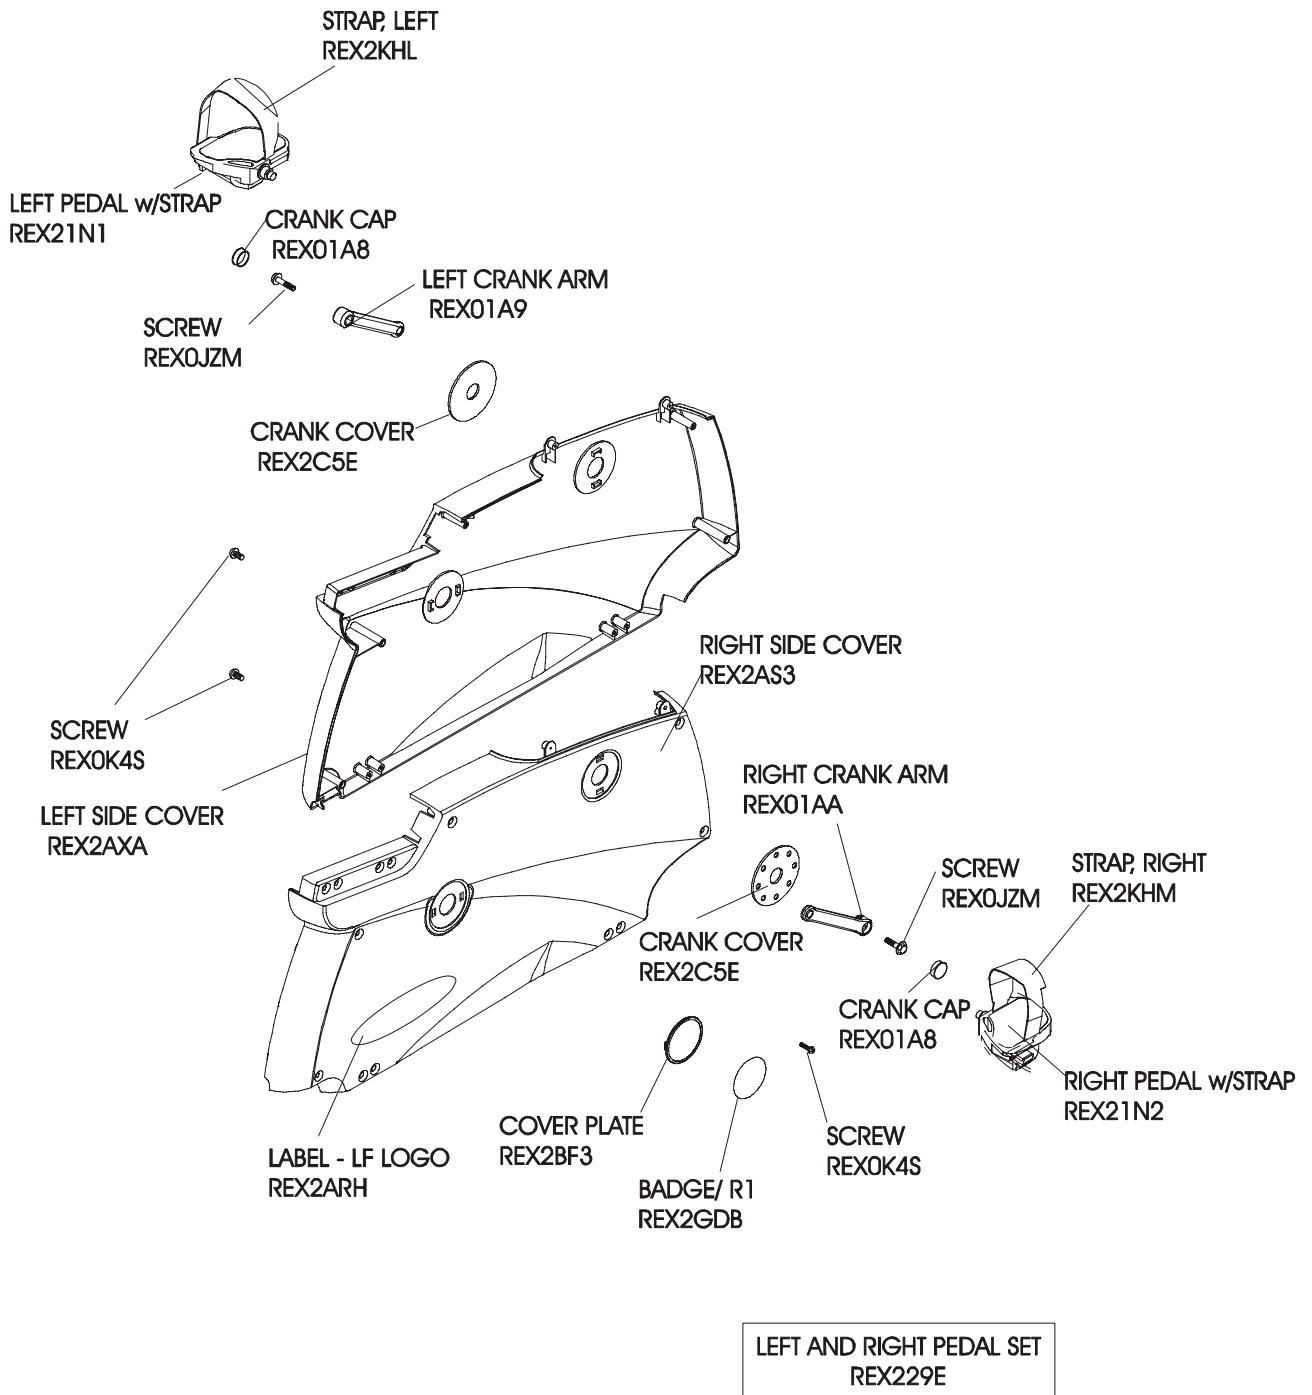 STRAP, LEFT
REX2KHL
LEFT PEDAL w/STRAP
REX21N1
CRANK CAP
REX01A8
LEFT CRANK ARM
REX01A9
SCREW
REX0JZM
CRANK COVER
REX2C5E
RIGHT SIDE COVER
REX2AS3
SCREW
REX0K4S
LEFT SIDE COVER
REX2AXA
RIGHT CRANK ARM
REX01AA
SCREW
REX0JZM
STRAP, RIGHT
REX2KHM
CRANK COVER
REX2C5E
CRANK CAP
REX01A8
RIGHT PEDAL w/STRAP
REX21N2
COVER PLATE
REX2BF3
SCREW
REX0K4S
LABEL - LF LOGO
REX2ARH
BADGE/ R1
REX2GDB
LEFT AND RIGHT PEDAL SET
REX229E